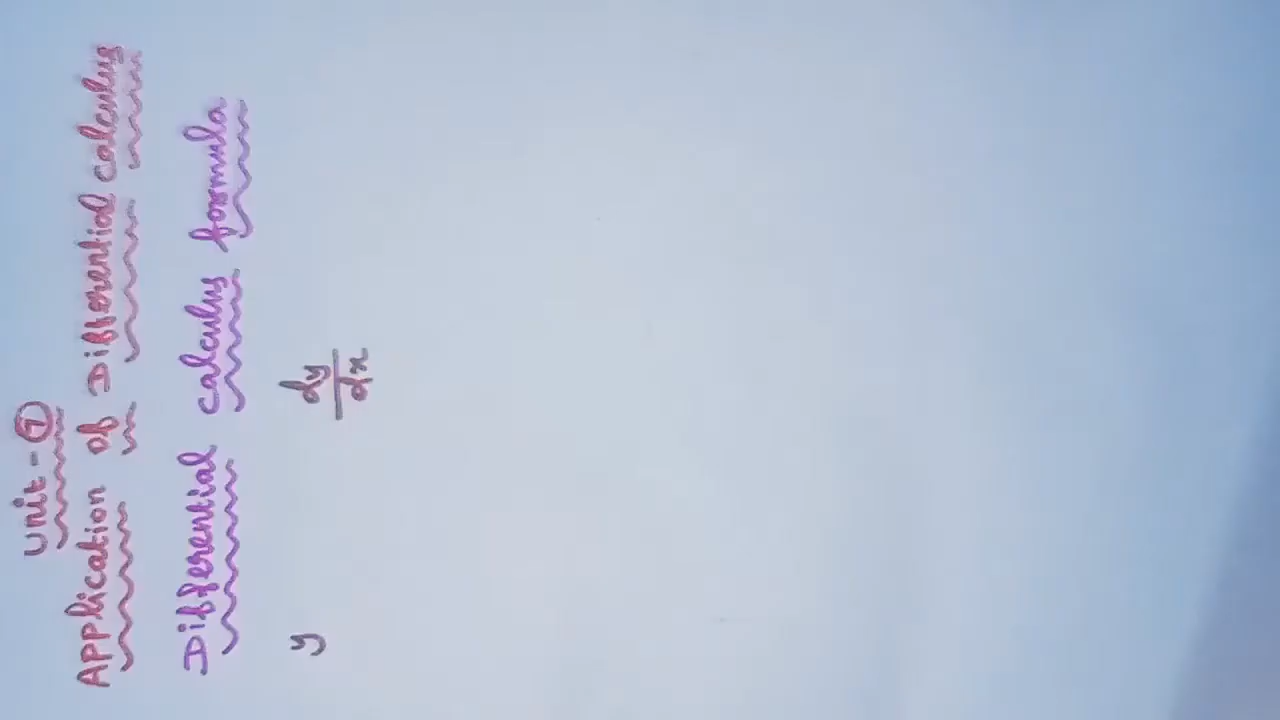 Unit - 7
Application of Differential calculus
Differential calculus formula
y dy/dx